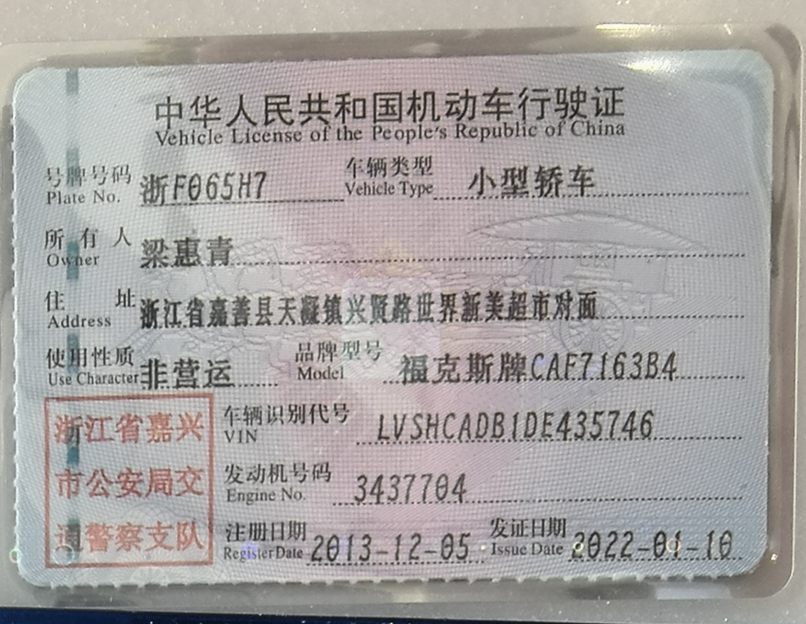 中华人民共和国机动车行驶证
Vehicle License of the People's Republic of China
号牌号码 浙F065H7 车辆类型 小型轿车
Plate No. Vehicle Type
所有人 梁惠青
Owner
住址 浙江省嘉善县天凝镇兴贤路世界新美超市对面
Address
使用性质 非营运 品牌型号 福克斯牌CAF7163B4
Use Character Model
浙江省嘉兴
市公安局交
通警察支队
车辆识别代号 LVSHCADB1DE435746
VIN
发动机号码 3437704
Engine No.
注册日期 2013-12-05 发证日期 2022-01-10
Register Date Issue Date